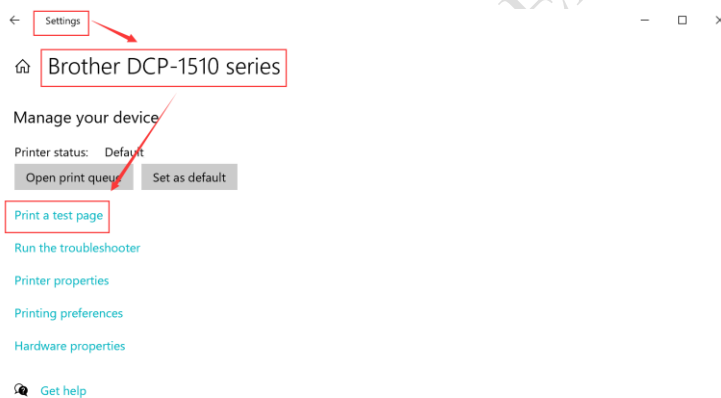 Settings
Brother DCP-1510 series
Manage your device
Printer status: Default
Open print queue Set as default
Print a test page
Run the troubleshooter
Printer properties
Printing preferences
Hardware properties
Get help